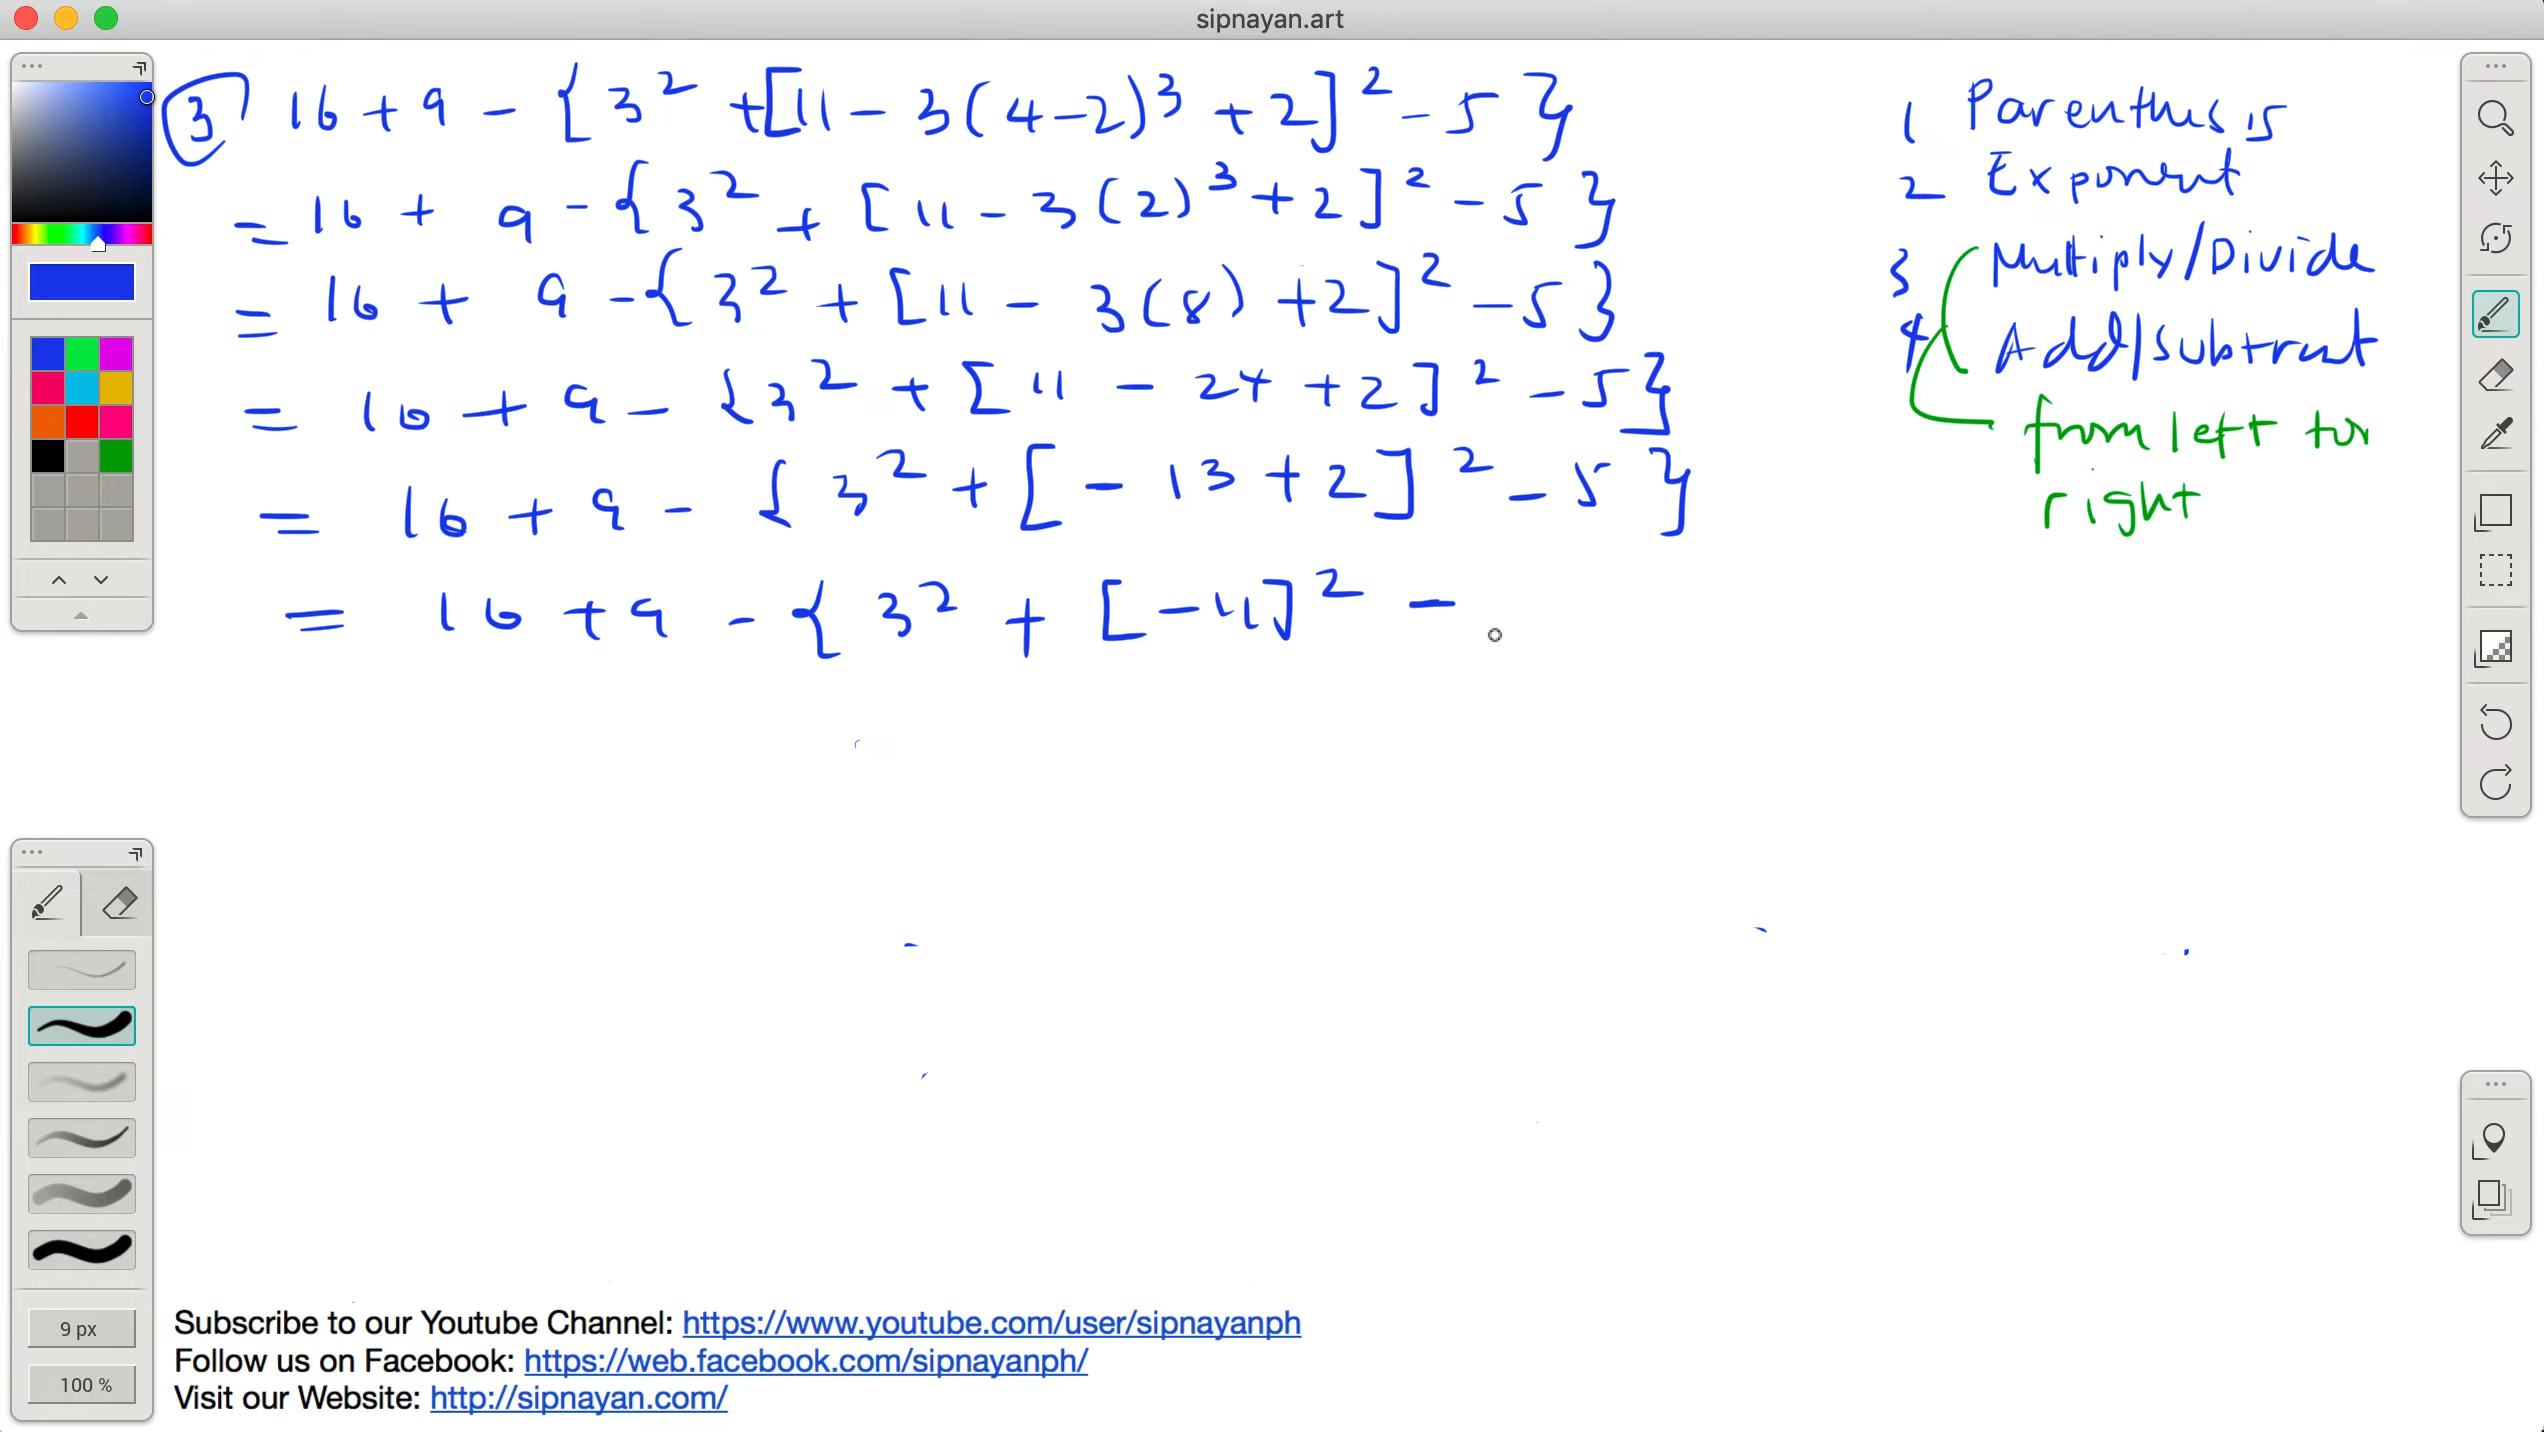 sipnayan.art
③ 16 + 9 - { 3² + [11 - 3(4-2)³ + 2]² - 5 }
= 16 + 9 - { 3² + [11 - 3(2)³ + 2]² - 5 }
= 16 + 9 - { 3² + [11 - 3(8) + 2]² - 5 }
= 16 + 9 - { 3² + [11 - 24 + 2]² - 5 }
= 16 + 9 - { 3² + [-13 + 2]² - 5 }
= 16 + 9 - { 3² + [-11]² -
1 Parenthesis
2 Exponent
3 Multiply/Divide
4 Add/Subtract
from left to
right
9 px
100 %
Subscribe to our Youtube Channel: https://www.youtube.com/user/sipnayanph
Follow us on Facebook: https://web.facebook.com/sipnayanph/
Visit our Website: http://sipnayan.com/